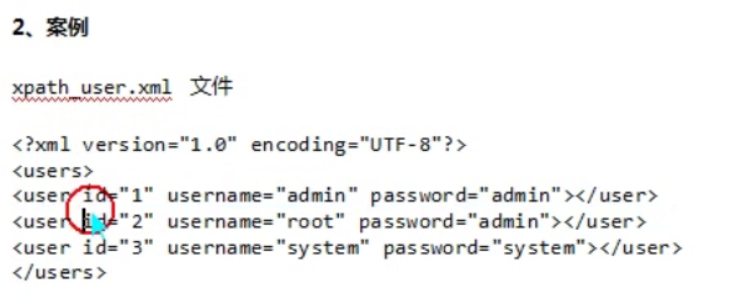 2、案例
xpath_user.xml 文件
<?xml version="1.0" encoding="UTF-8"?>
<users>
<user id="1" username="admin" password="admin"></user>
<user id="2" username="root" password="admin"></user>
<user id="3" username="system" password="system"></user>
</users>